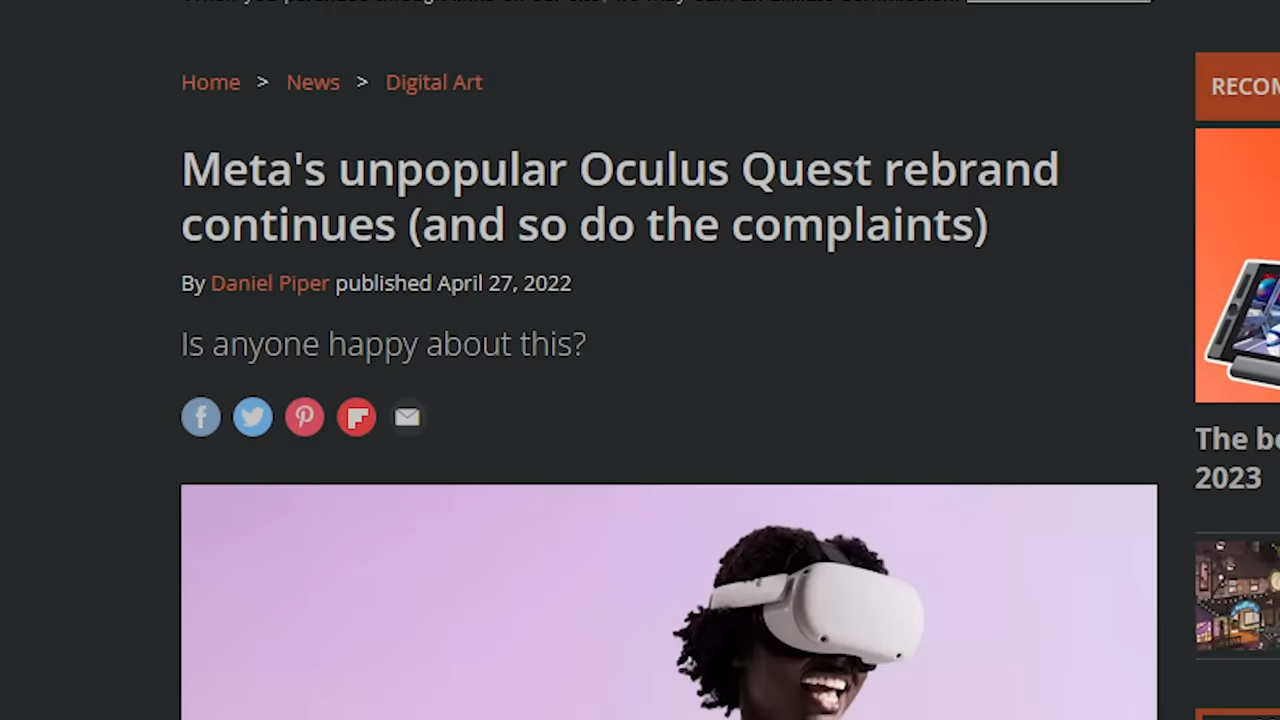 Home > News > Digital Art
RECOM
Meta's unpopular Oculus Quest rebrand
continues (and so do the complaints)
By Daniel Piper published April 27, 2022
Is anyone happy about this?
The be
2023